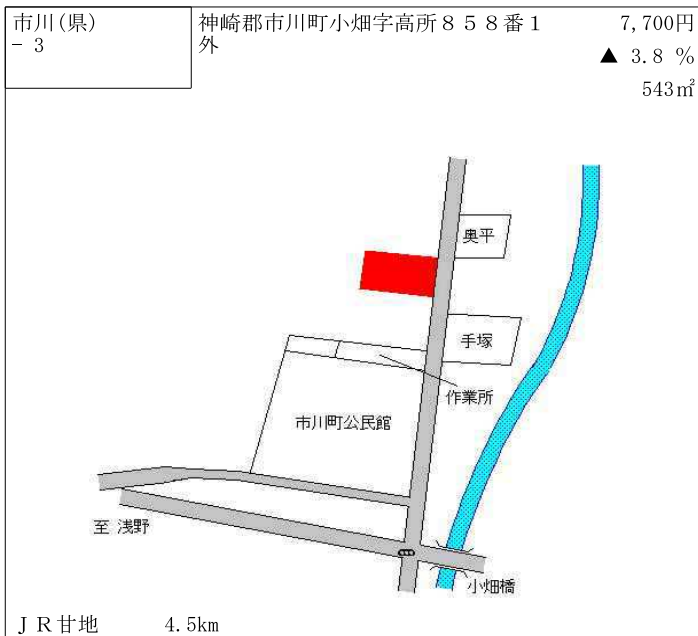 市川(県)
－３
神崎郡市川町小畑字高所８５８番１
外
7,700円
▲ 3.8 %
543㎡
奥平
手塚
作業所
市川町公民館
至 浅野
小畑橋
ＪＲ甘地 4.5km